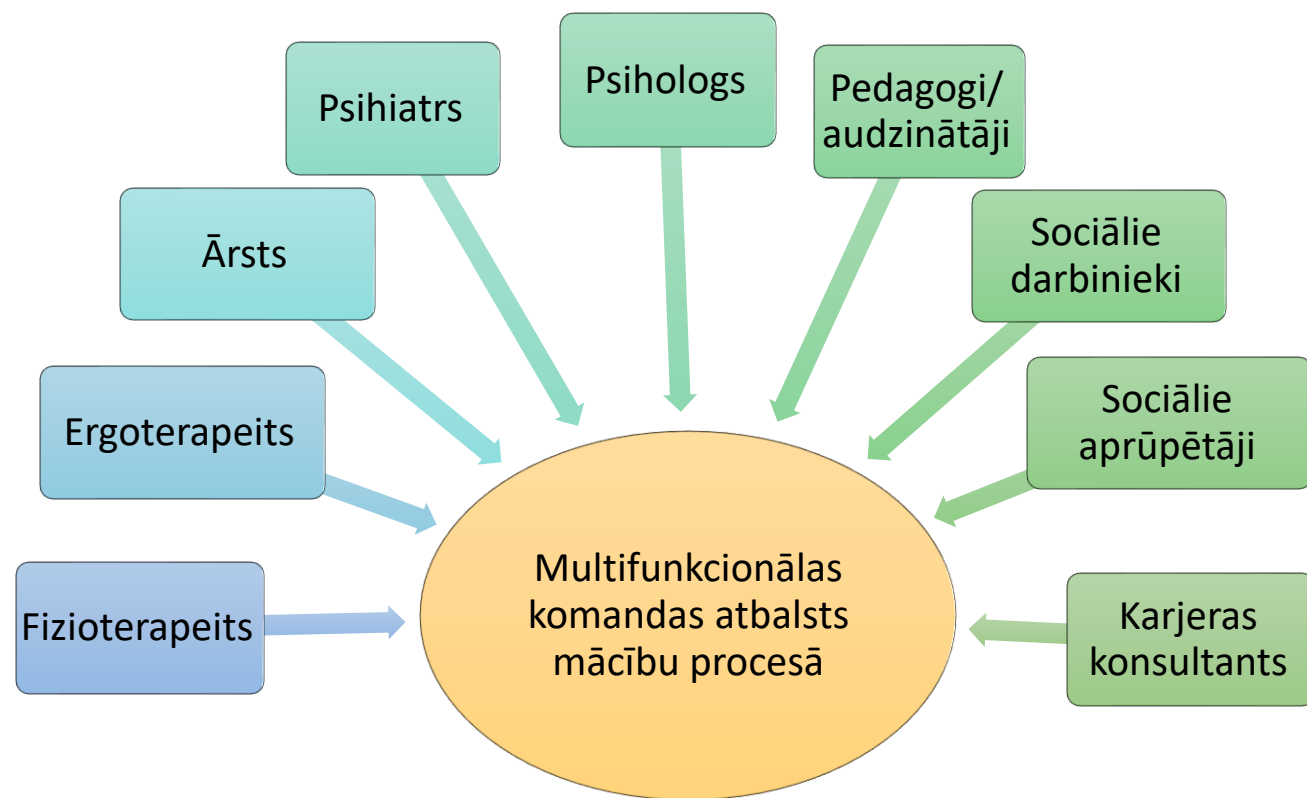 Psihologs
Psihiatrs
Pedagogi/
audzinātāji
Ārsts
Sociālie
darbinieki
Ergoterapeits
Sociālie
aprūpētāji
Fizioterapeits
Karjeras
konsultants
Multifunkcionālas
komandas atbalsts
mācību procesā